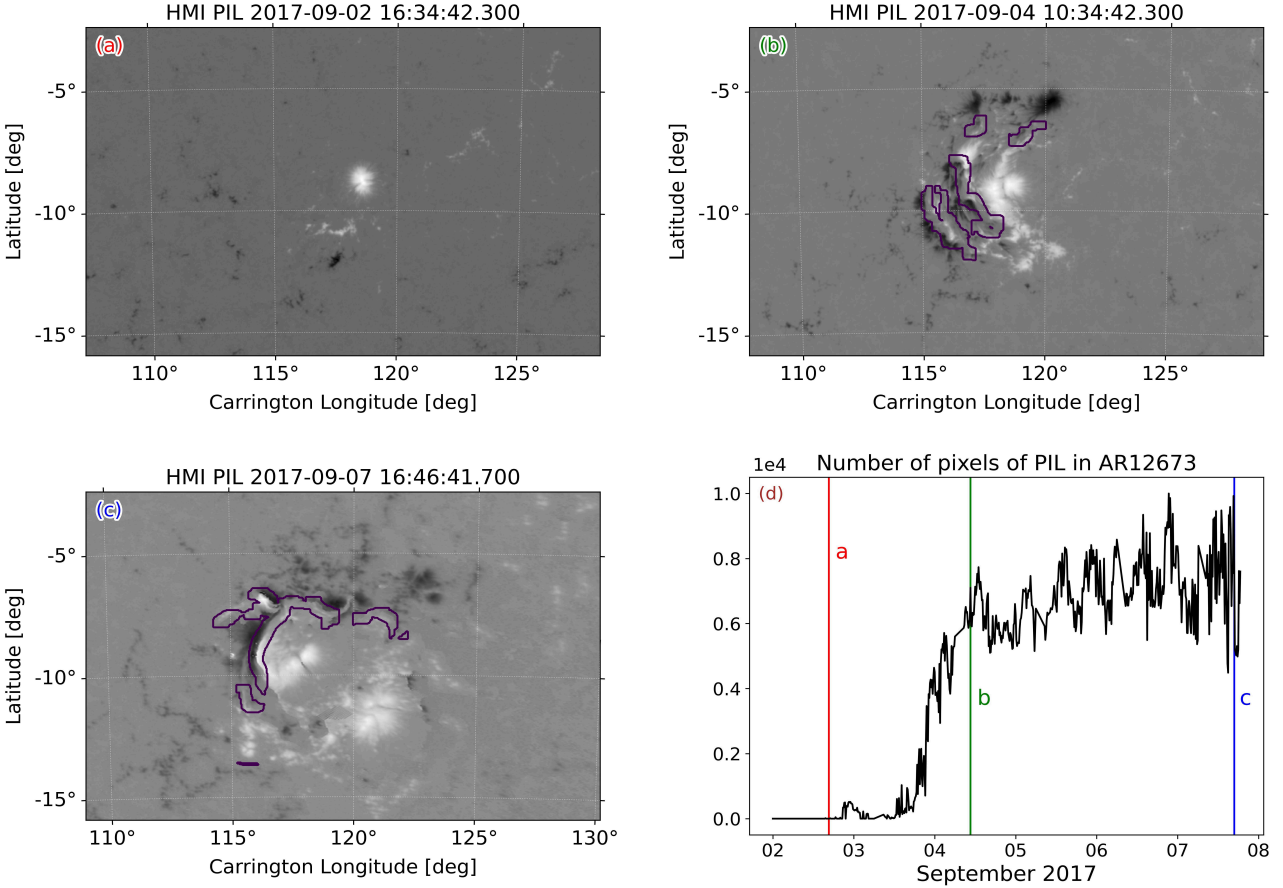 HMI PIL 2017-09-02 16:34:42.300
(a)
-5°
-10°
-15°
Latitude [deg]
110° 115° 120° 125°
Carrington Longitude [deg]
HMI PIL 2017-09-04 10:34:42.300
(b)
-5°
-10°
-15°
Latitude [deg]
110° 115° 120° 125°
Carrington Longitude [deg]
HMI PIL 2017-09-07 16:46:41.700
(c)
-5°
-10°
-15°
Latitude [deg]
110° 115° 120° 125° 130°
Carrington Longitude [deg]
1e4 Number of pixels of PIL in AR12673
(d)
1.0
0.8
0.6
0.4
0.2
0.0
a
b
c
02 03 04 05 06 07 08
September 2017